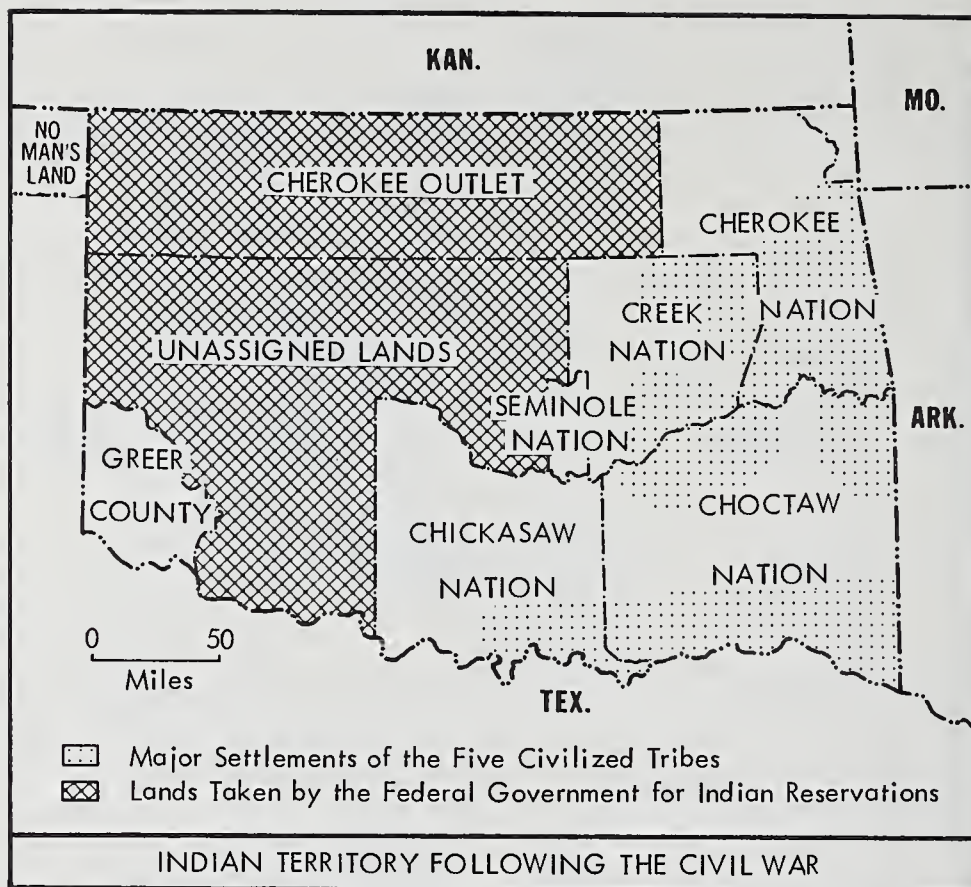 KAN.
MO.
NO
MAN'S
LAND
CHEROKEE OUTLET
CHEROKEE
NATION
CREEK
NATION
UNASSIGNED LANDS
SEMINOLE
NATION
ARK.
GREER
COUNTY
CHICKASAW
NATION
CHOCTAW
NATION
0 50
Miles
TEX.
Major Settlements of the Five Civilized Tribes
Lands Taken by the Federal Government for Indian Reservations
INDIAN TERRITORY FOLLOWING THE CIVIL WAR